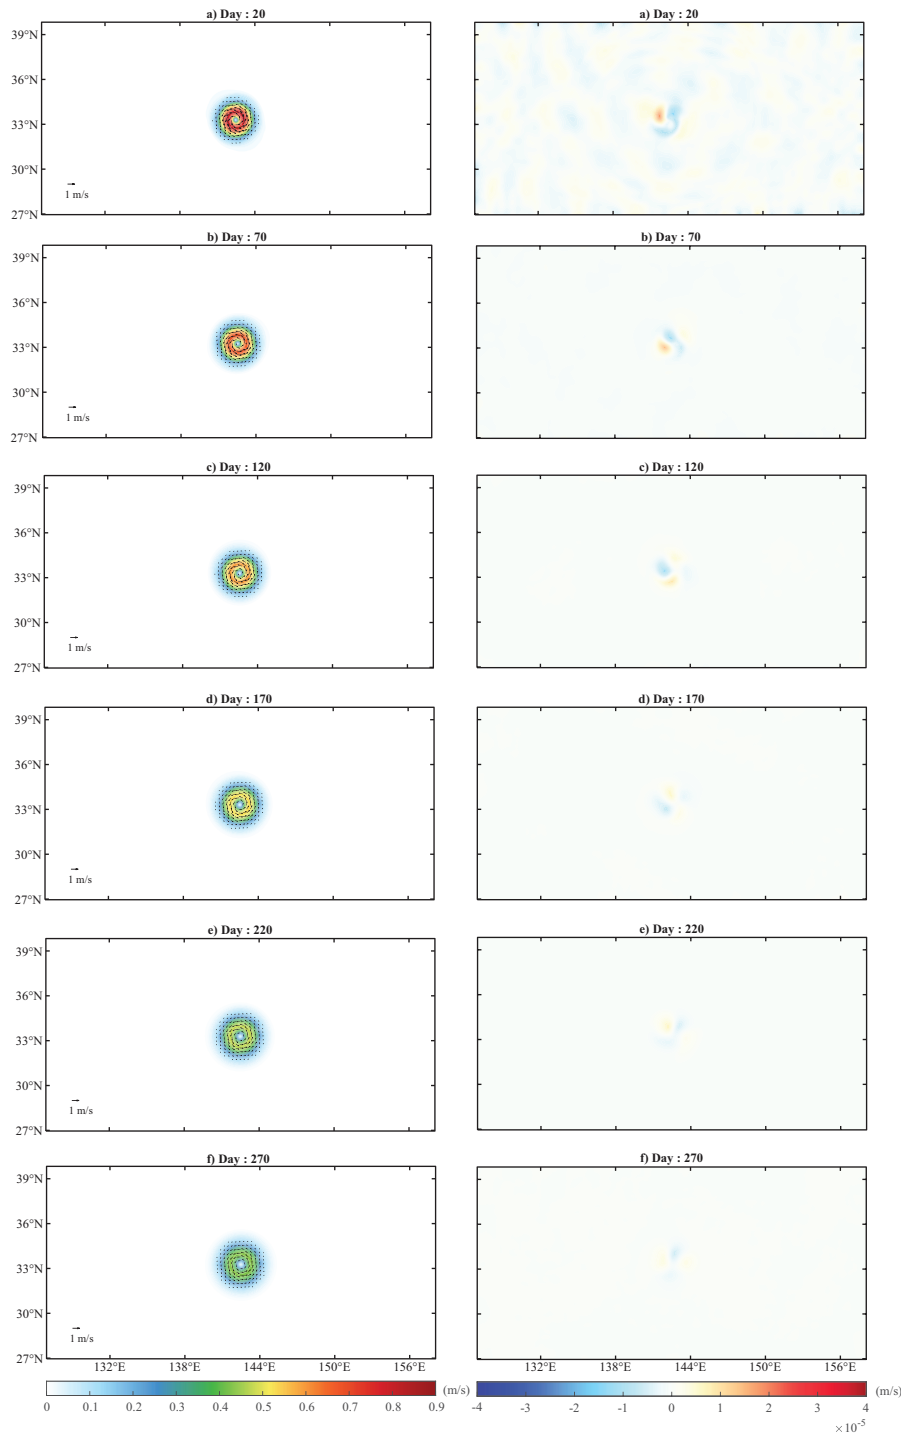 a) Day : 20
a) Day : 20
39°N
36°N
33°N
30°N
27°N
1 m/s
b) Day : 70
b) Day : 70
39°N
36°N
33°N
30°N
27°N
1 m/s
c) Day : 120
c) Day : 120
39°N
36°N
33°N
30°N
27°N
1 m/s
d) Day : 170
d) Day : 170
39°N
36°N
33°N
30°N
27°N
1 m/s
e) Day : 220
e) Day : 220
39°N
36°N
33°N
30°N
27°N
1 m/s
f) Day : 270
f) Day : 270
39°N
36°N
33°N
30°N
27°N
1 m/s
132°E 138°E 144°E 150°E 156°E
132°E 138°E 144°E 150°E 156°E
0 0.1 0.2 0.3 0.4 0.5 0.6 0.7 0.8 0.9 (m/s)
-4 -3 -2 -1 0 1 2 3 4 (m/s)
×10⁻⁵